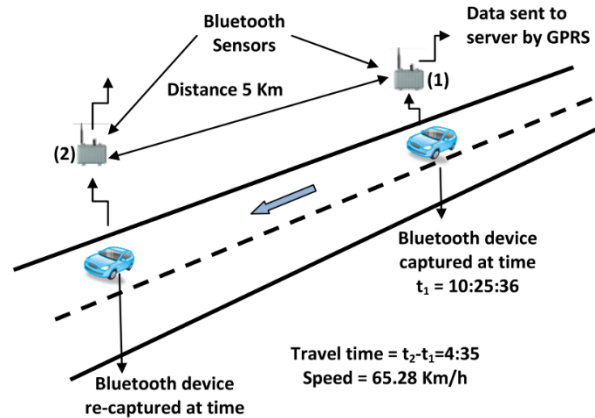 Bluetooth
Sensors
Data sent to
server by GPRS
(1)
Distance 5 Km
(2)
Bluetooth device
captured at time
t₁ = 10:25:36
Travel time = t₂-t₁=4:35
Speed = 65.28 Km/h
Bluetooth device
re-captured at time